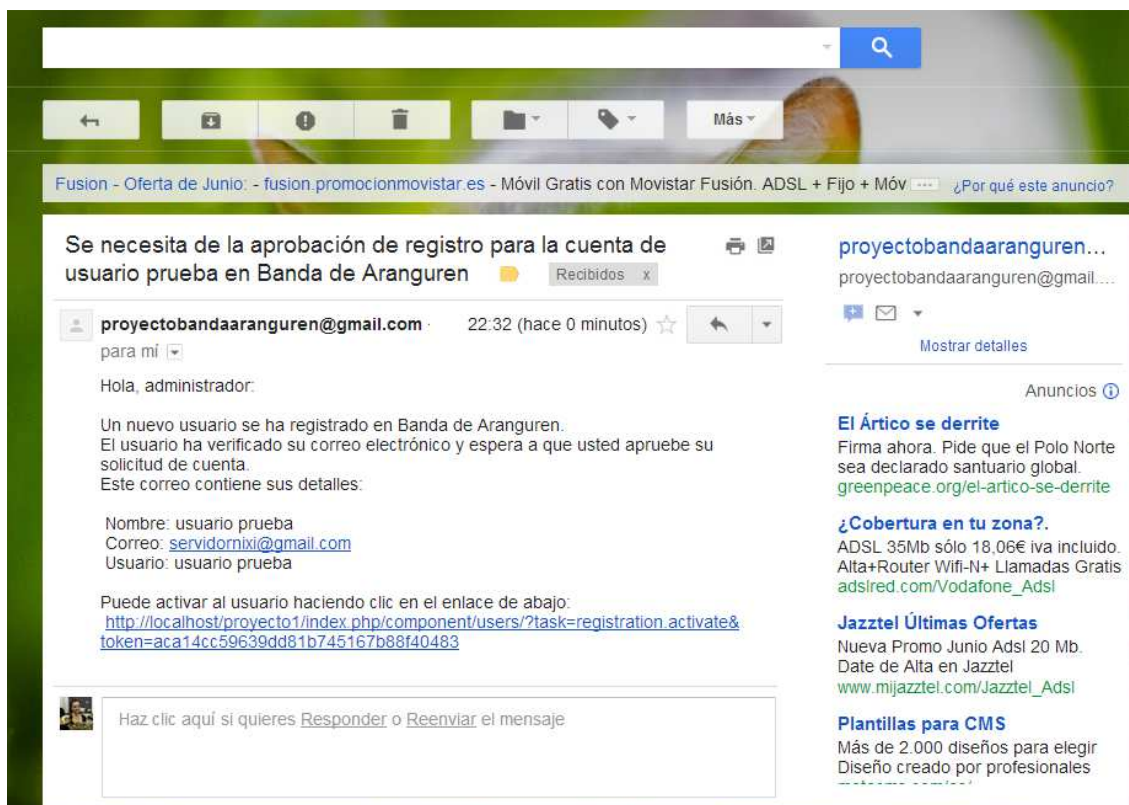 Más
Fusion - Oferta de Junio: - fusion.promocionmovistar.es - Móvil Gratis con Movistar Fusión. ADSL + Fijo + Móv ... ¿Por qué este anuncio?
Se necesita de la aprobación de registro para la cuenta de
usuario prueba en Banda de Aranguren Recibidos x
proyectobandaaranguren@gmail.com · 22:32 (hace 0 minutos)
para mí
Hola, administrador:
Un nuevo usuario se ha registrado en Banda de Aranguren.
El usuario ha verificado su correo electrónico y espera a que usted apruebe su
solicitud de cuenta.
Este correo contiene sus detalles:
Nombre: usuario prueba
Correo: servidornixi@gmail.com
Usuario: usuario prueba
Puede activar al usuario haciendo clic en el enlace de abajo:
http://localhost/proyecto1/index.php/component/users/?task=registration.activate&
token=aca14cc59639dd81b745167b88f40483
Haz clic aquí si quieres Responder o Reenviar el mensaje
proyectobandaaranguren...
proyectobandaaranguren@gmail....
Mostrar detalles
Anuncios
El Ártico se derrite
Firma ahora. Pide que el Polo Norte
sea declarado santuario global.
greenpeace.org/el-artico-se-derrite
¿Cobertura en tu zona?.
ADSL 35Mb sólo 18,06€ iva incluido.
Alta+Router Wifi-N+ Llamadas Gratis
adslred.com/Vodafone_Adsl
Jazztel Últimas Ofertas
Nueva Promo Junio Adsl 20 Mb.
Date de Alta en Jazztel
www.mijazztel.com/Jazztel_Adsl
Plantillas para CMS
Más de 2.000 diseños para elegir
Diseño creado por profesionales